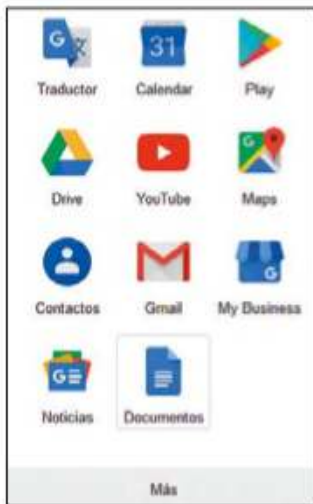 Traductor Calendar Play
Drive YouTube Maps
Contactos Gmail My Business
Noticias Documentos
Más